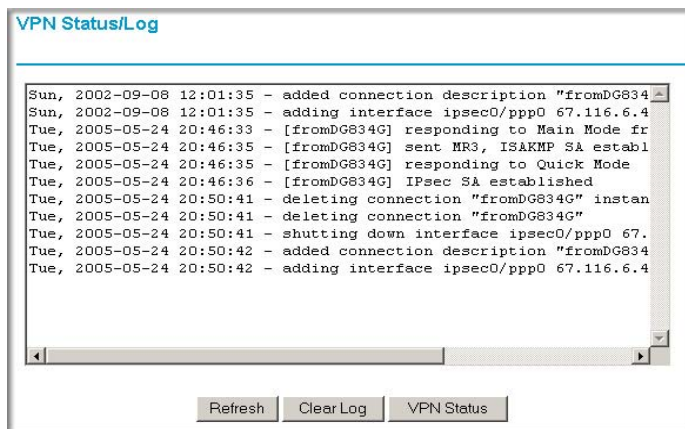 VPN Status/Log
Sun, 2002-09-08 12:01:35 - added connection description "fromDG834
Sun, 2002-09-08 12:01:35 - adding interface ipsec0/ppp0 67.116.6.4
Tue, 2005-05-24 20:46:33 - [fromDG834G] responding to Main Mode fr
Tue, 2005-05-24 20:46:35 - [fromDG834G] sent MR3, ISAKMP SA establ
Tue, 2005-05-24 20:46:35 - [fromDG834G] responding to Quick Mode
Tue, 2005-05-24 20:46:36 - [fromDG834G] IPsec SA established
Tue, 2005-05-24 20:50:41 - deleting connection "fromDG834G" instan
Tue, 2005-05-24 20:50:41 - deleting connection "fromDG834G"
Tue, 2005-05-24 20:50:41 - shutting down interface ipsec0/ppp0 67.
Tue, 2005-05-24 20:50:42 - added connection description "fromDG834
Tue, 2005-05-24 20:50:42 - adding interface ipsec0/ppp0 67.116.6.4
Refresh Clear Log VPN Status